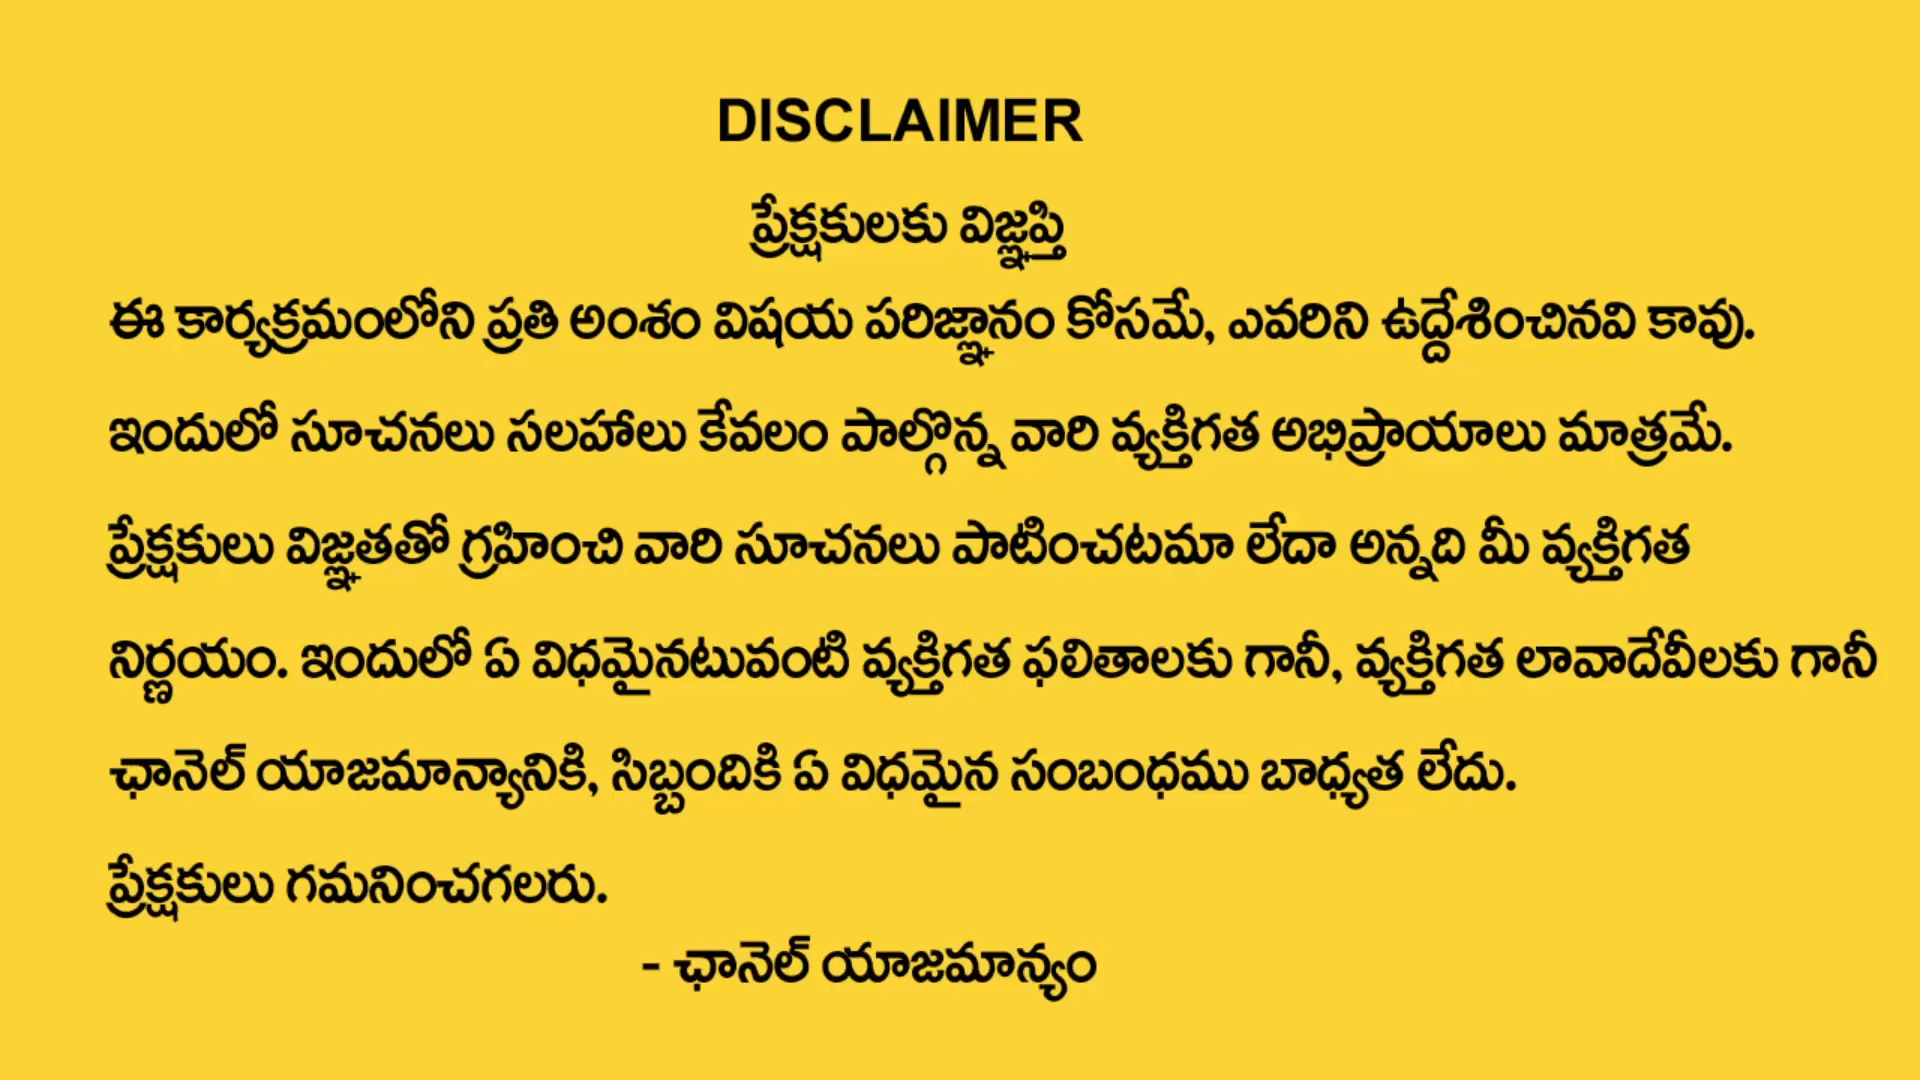 DISCLAIMER
ప్రేక్షకులకు విజ్ఞప్తి
ఈ కార్యక్రమంలోని ప్రతి అంశం విషయ పరిజ్ఞానం కోసమే, ఎవరిని ఉద్దేశించినవి కావు.
ఇందులో సూచనలు సలహాలు కేవలం పాల్గొన్న వారి వ్యక్తిగత అభిప్రాయాలు మాత్రమే.
ప్రేక్షకులు విజ్ఞతతో గ్రహించి వారి సూచనలు పాటించటమా లేదా అన్నది మీ వ్యక్తిగత
నిర్ణయం. ఇందులో ఏ విధమైనటువంటి వ్యక్తిగత ఫలితాలకు గానీ, వ్యక్తిగత లావాదేవీలకు గానీ
ఛానెల్ యాజమాన్యానికి, సిబ్బందికి ఏ విధమైన సంబంధము బాధ్యత లేదు.
ప్రేక్షకులు గమనించగలరు.
- ఛానెల్ యాజమాన్యం